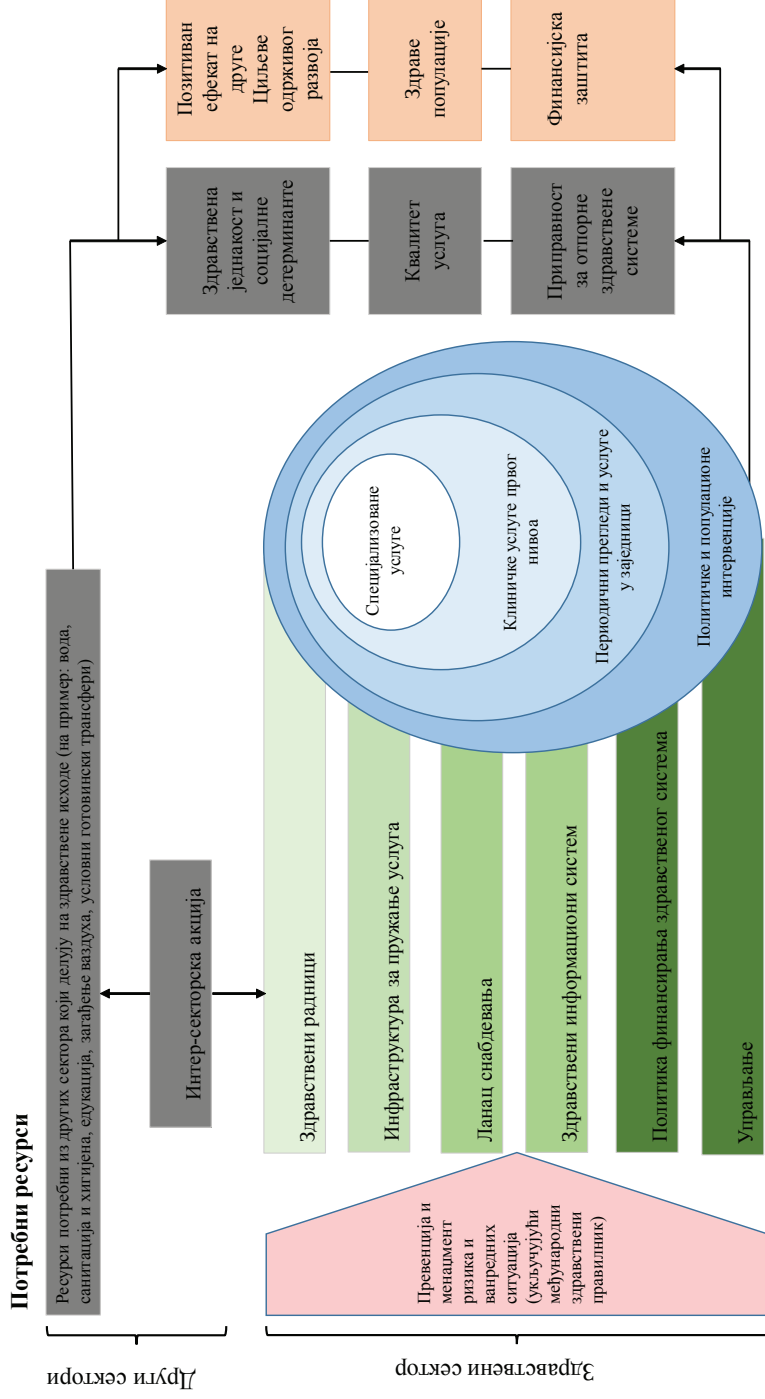 Потребни ресурси
Други сектори
Ресурси потребни из других сектора који делују на здравствене исходе (на пример: вода,
санитација и хигијена, едукација, загађење ваздуха, условни готовински трансфери)
Интер-секторска акција
Здравствени сектор
Превенција и
менаџмент
ризика и
ванредних
ситуација
(укључујући
међународни
здравствени
правилник)
Здравствени радници
Инфраструктура за пружање услуга
Ланац снабдевања
Здравствени информациони систем
Политика финансирања здравственог система
Управљање
Специјализоване
услуге
Клиничке услуге првог
нивоа
Периодични прегледи и услуге
у заједници
Политичке и популационе
интервенције
Здравствена
једнакост и
социјалне
детерминанте
Квалитет
услуга
Приправност
за отпорне
здравствене
системе
Позитиван
ефекат на
друге
Циљеве
одрживог
развоја
Здраве
популације
Финансијска
заштита